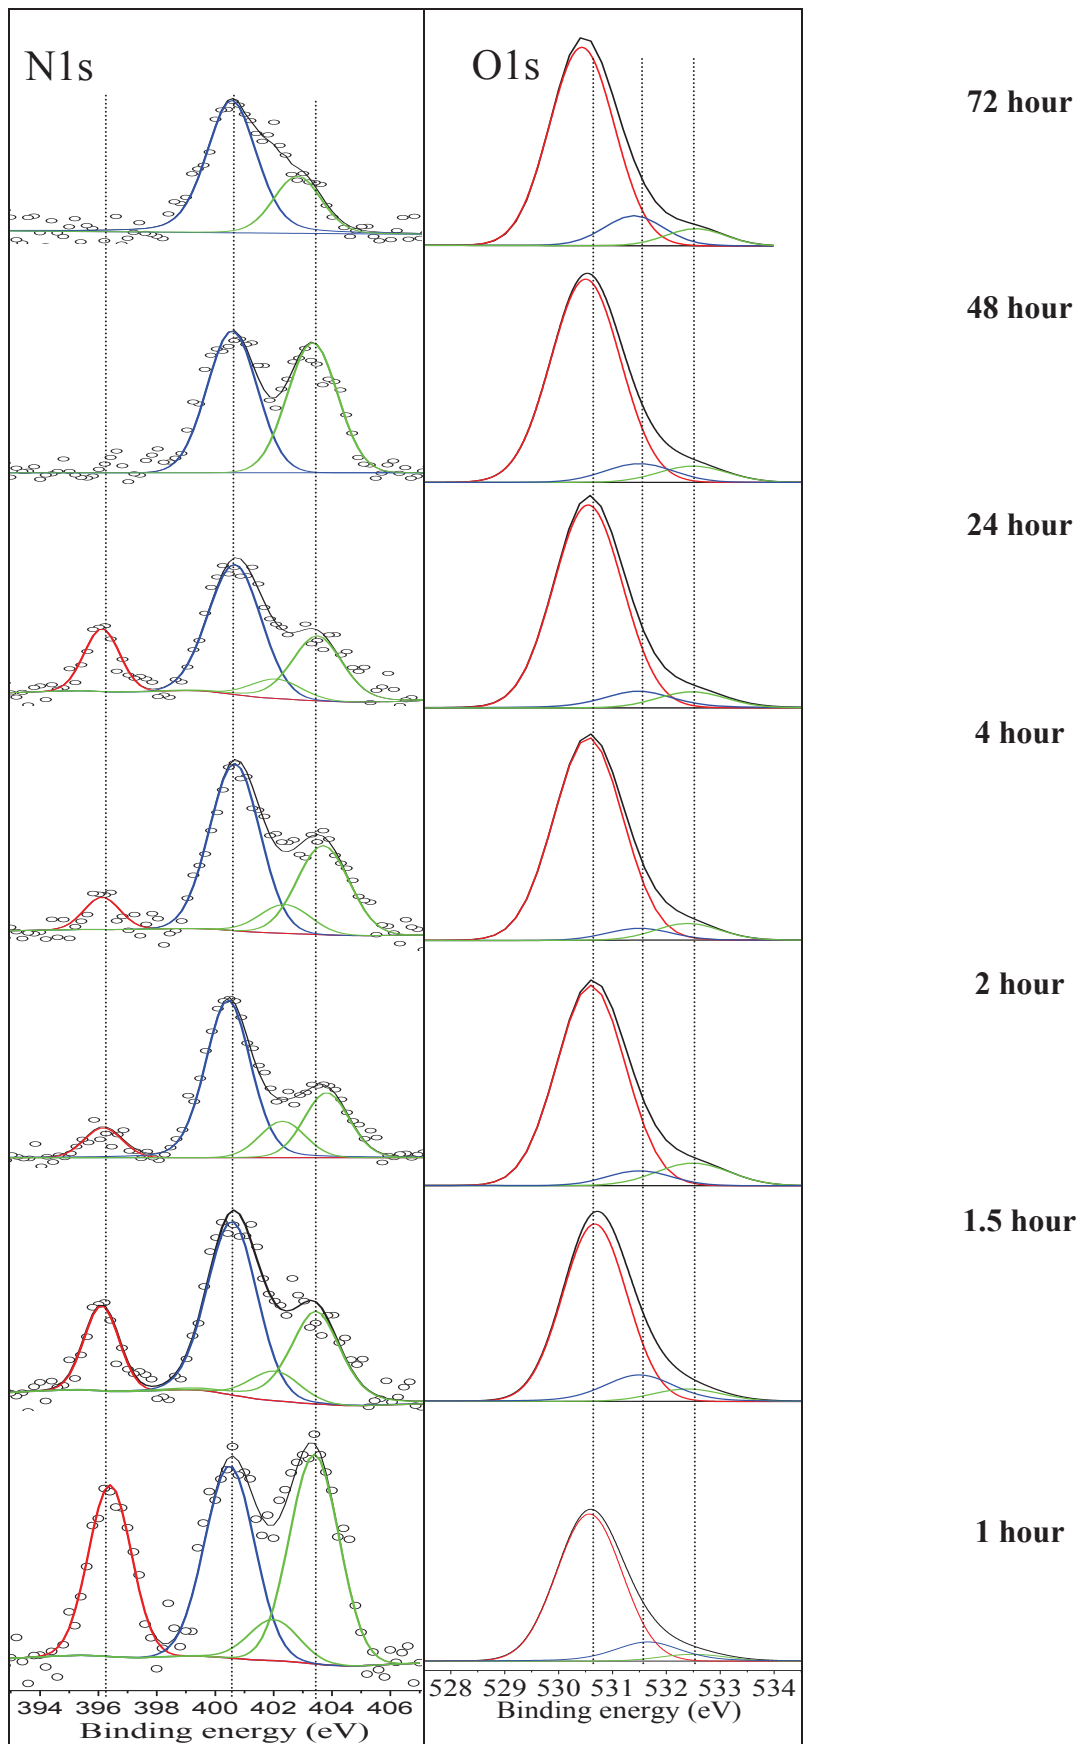 N1s
O1s
72 hour
48 hour
24 hour
4 hour
2 hour
1.5 hour
1 hour
394 396 398 400 402 404 406
Binding energy (eV)
528 529 530 531 532 533 534
Binding energy (eV)